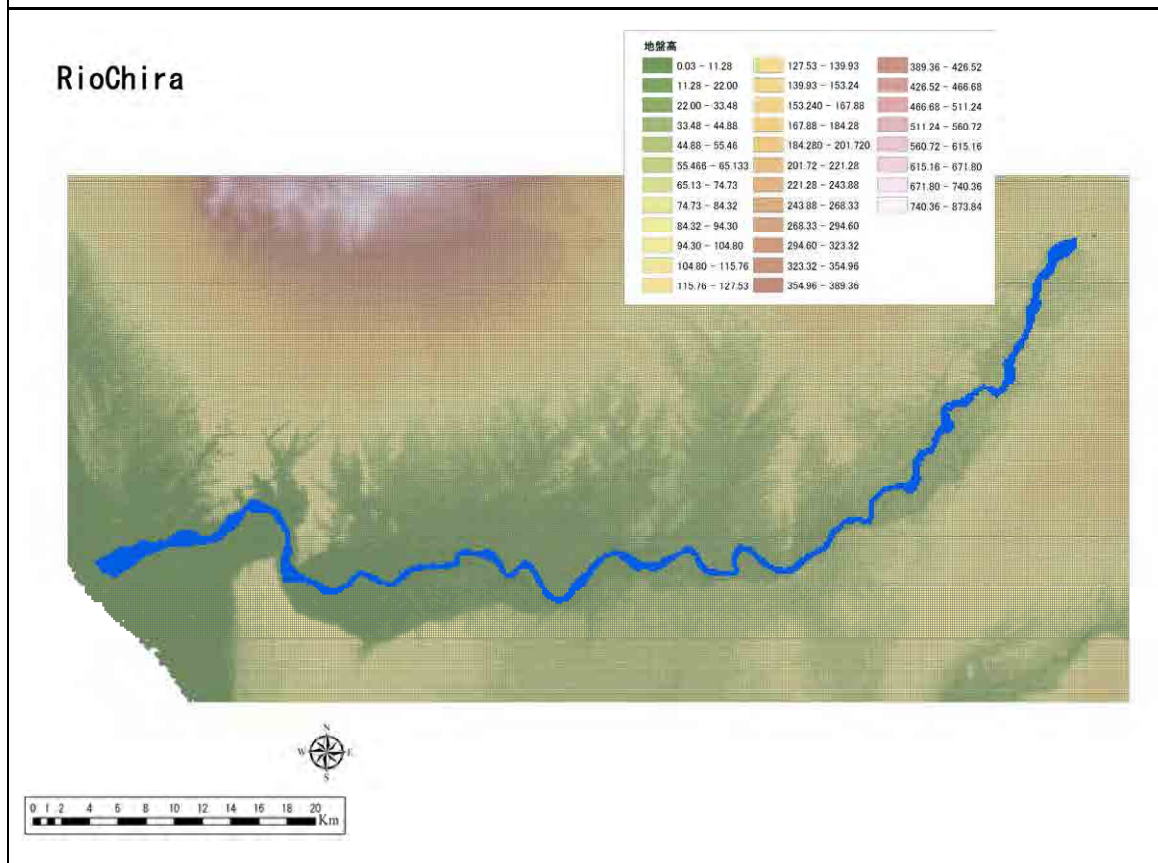 RioChira
地盤高
0.03 - 11.28
11.28 - 22.00
22.00 - 33.48
33.48 - 44.88
44.88 - 55.46
55.466 - 65.133
65.13 - 74.73
74.73 - 84.32
84.32 - 94.30
94.30 - 104.80
104.80 - 115.76
115.76 - 127.53
127.53 - 139.93
139.93 - 153.24
153.240 - 167.88
167.88 - 184.28
184.280 - 201.720
201.72 - 221.28
221.28 - 243.88
243.88 - 268.33
268.33 - 294.60
294.60 - 323.32
323.32 - 354.96
354.96 - 389.36
389.36 - 426.52
426.52 - 466.68
466.68 - 511.24
511.24 - 560.72
560.72 - 615.16
615.16 - 671.80
671.80 - 740.36
740.36 - 873.84
N
W E
S
0 1 2 4 6 8 10 12 14 16 18 20
Km